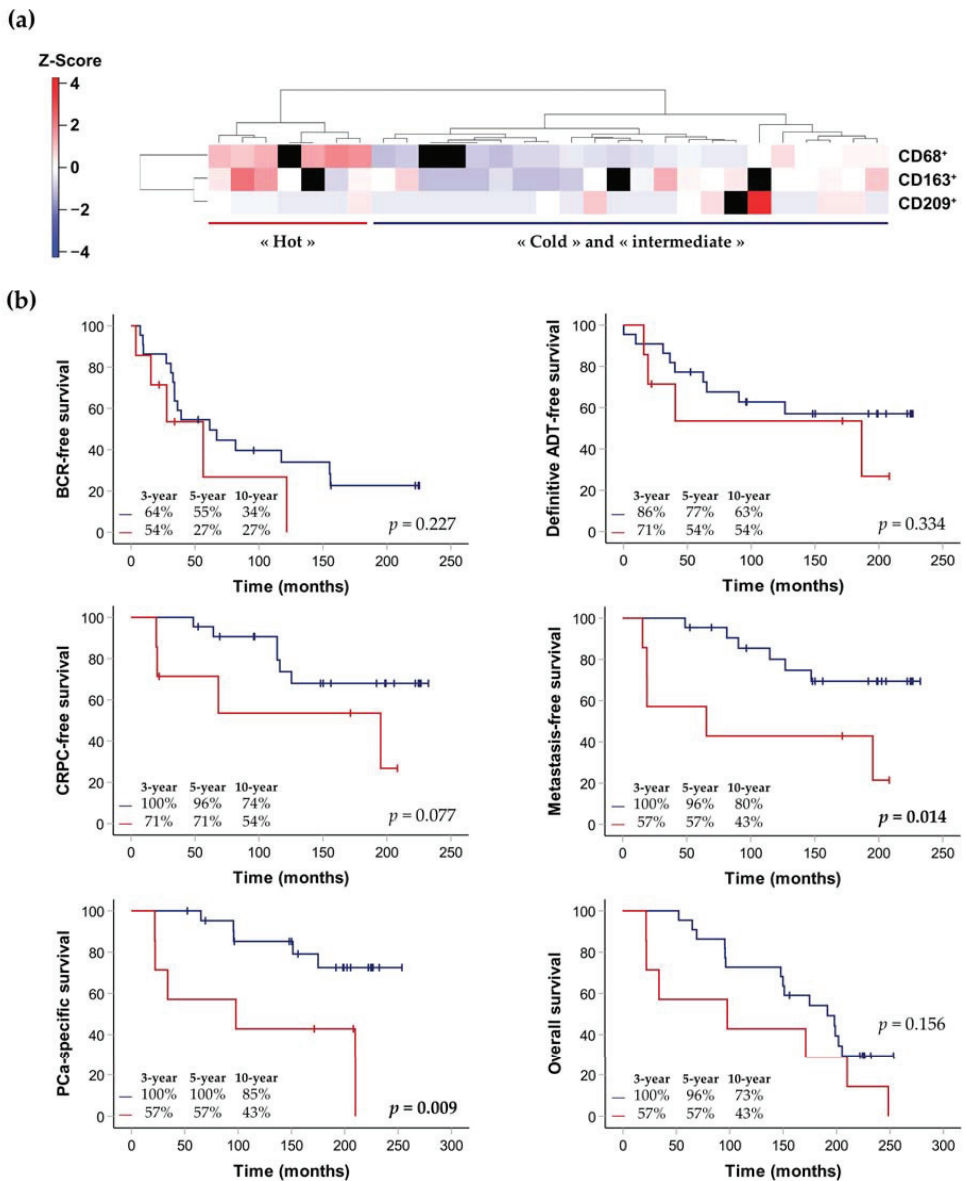 (a)
Z-Score
4
2
0
−2
−4
CD68+
CD163+
CD209+
« Hot »
« Cold » and « intermediate »
(b)
BCR-free survival
100
80
60
40
20
0
3-year 5-year 10-year
64% 55% 34%
54% 27% 27%
p = 0.227
0 50 100 150 200 250
Time (months)
Definitive ADT-free survival
100
80
60
40
20
0
3-year 5-year 10-year
86% 77% 63%
71% 54% 54%
p = 0.334
0 50 100 150 200 250
Time (months)
CRPC-free survival
100
80
60
40
20
0
3-year 5-year 10-year
100% 96% 74%
71% 71% 54%
p = 0.077
0 50 100 150 200 250
Time (months)
Metastasis-free survival
100
80
60
40
20
0
3-year 5-year 10-year
100% 96% 80%
57% 57% 43%
p = 0.014
0 50 100 150 200 250
Time (months)
PCa-specific survival
100
80
60
40
20
0
3-year 5-year 10-year
100% 100% 85%
57% 57% 43%
p = 0.009
0 50 100 150 200 250 300
Time (months)
Overall survival
100
80
60
40
20
0
3-year 5-year 10-year
100% 96% 73%
57% 57% 43%
p = 0.156
0 50 100 150 200 250 300
Time (months)